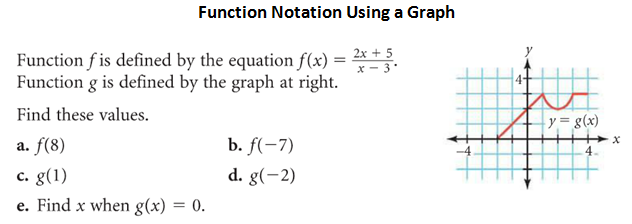 Function Notation Using a Graph
Function f is defined by the equation f(x) = \frac{2x + 5}{x - 3}.
Function g is defined by the graph at right.
Find these values.
a. f(8)
b. f(−7)
c. g(1)
d. g(−2)
e. Find x when g(x) = 0.
y
4
y = g(x)
x
−4
4